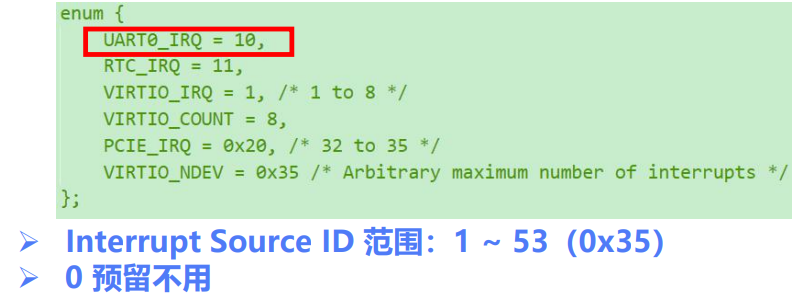 enum {
UART0_IRQ = 10,
RTC_IRQ = 11,
VIRTIO_IRQ = 1, /* 1 to 8 */
VIRTIO_COUNT = 8,
PCIE_IRQ = 0x20, /* 32 to 35 */
VIRTIO_NDEV = 0x35 /* Arbitrary maximum number of interrupts */
};
➢ Interrupt Source ID 范围：1 ~ 53（0x35）
➢ 0 预留不用